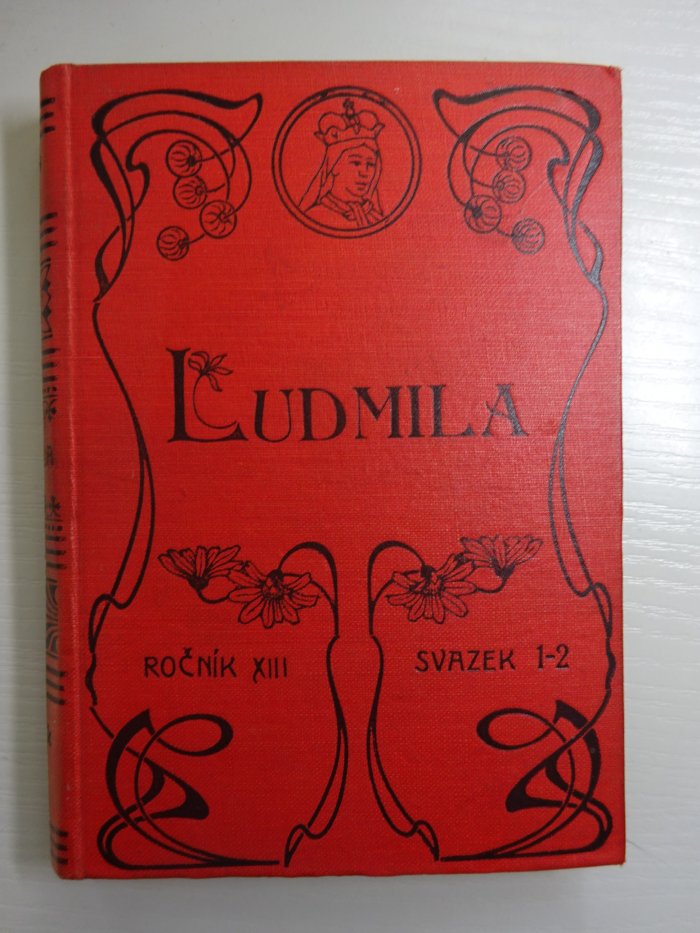 LUDMILA
ROČNÍK XIII
SVAZEK 1-2